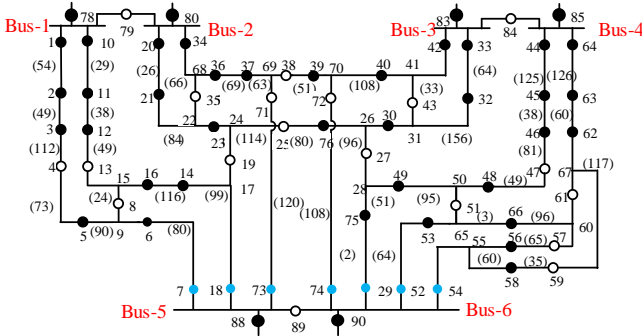 78 79 80 83 84 85
Bus-1 Bus-2 Bus-3 Bus-4
1 10 20 34 42 33 44 64
(54) (29) (26) (66) 68 36 37 69 38 39 70 40 41 (125) (126)
(69) (63) (51) (108) (33) (64)
2 11 21 35 71 72 43 32 45 63
(49) (38) (38) (60)
3 12 22 24 26 30 46 62
(112) (49) (84) 23 (114) 25 (80) 76 (96) 31 (156) (81)
4 13 19 27 47 67 (117)
15 16 14 17 28 49 50 48
(24) (116) (99) (51) (95) (49) 61
(73) 8 (120) (108) 75 51 (3) 66 (96)
5 (90) 9 6 (80) 53 65 55 56 (65) 57 60
(2) (64) (60) (35)
58 59
7 18 73 74 29 52 54
Bus-5 Bus-6
88 89 90